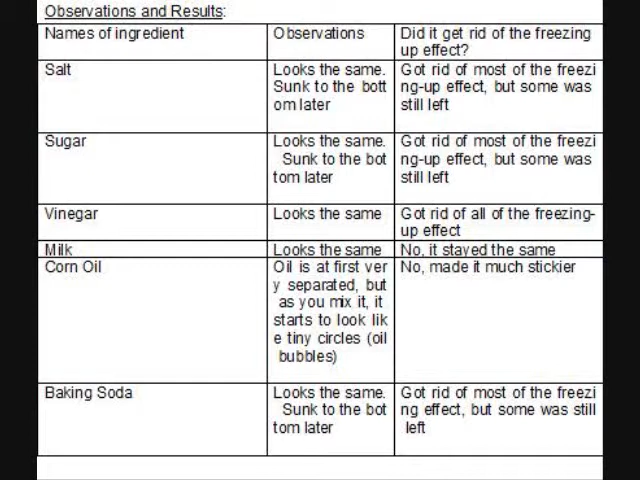 Observations and Results:
Names of ingredient
Observations
Did it get rid of the freezing
up effect?
Salt
Looks the same.
Sunk to the bott
om later
Got rid of most of the freezi
ng-up effect, but some was
still left
Sugar
Looks the same.
Sunk to the bot
tom later
Got rid of most of the freezi
ng-up effect, but some was
still left
Vinegar
Looks the same
Got rid of all of the freezing-
up effect
Milk
Looks the same
No, it stayed the same
Corn Oil
Oil is at first ver
y separated, but
as you mix it, it
starts to look lik
e tiny circles (oil
bubbles)
No, made it much stickier
Baking Soda
Looks the same.
Sunk to the bot
tom later
Got rid of most of the freezi
ng effect, but some was still
left